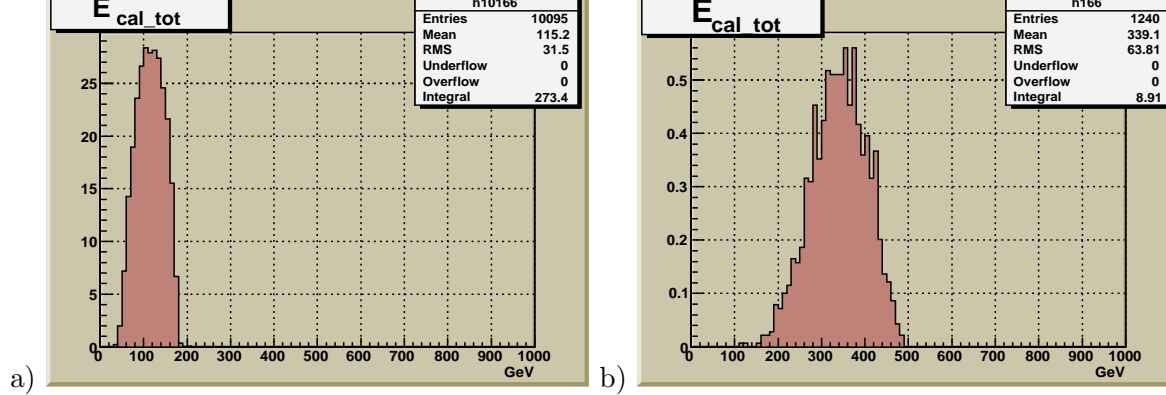 E cal_tot
h10166
Entries 10095
Mean 115.2
RMS 31.5
Underflow 0
Overflow 0
Integral 273.4
25
20
15
10
5
0
0 100 200 300 400 500 600 700 800 900 1000
GeV
a)
E cal_tot
h166
Entries 1240
Mean 339.1
RMS 63.81
Underflow 0
Overflow 0
Integral 8.91
0.5
0.4
0.3
0.2
0.1
0
0 100 200 300 400 500 600 700 800 900 1000
GeV
b)